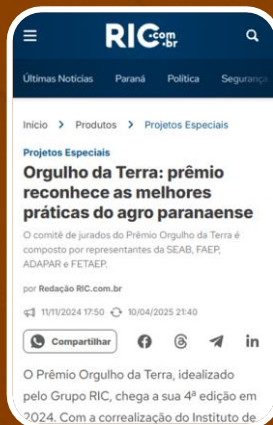 RIC.com.br
Últimas Notícias Paraná Política Segurança
Início > Produtos > Projetos Especiais
Projetos Especiais
Orgulho da Terra: prêmio
reconhece as melhores
práticas do agro paranaense
O comitê de jurados do Prêmio Orgulho da Terra é
composto por representantes da SEAB, FAEP,
ADAPAR e FETAEP.
por Redação RIC.com.br
11/11/2024 17:50 10/04/2025 21:40
Compartilhar
O Prêmio Orgulho da Terra, idealizado
pelo Grupo RIC, chega a sua 4ª edição em
2024. Com a correalização do Instituto de